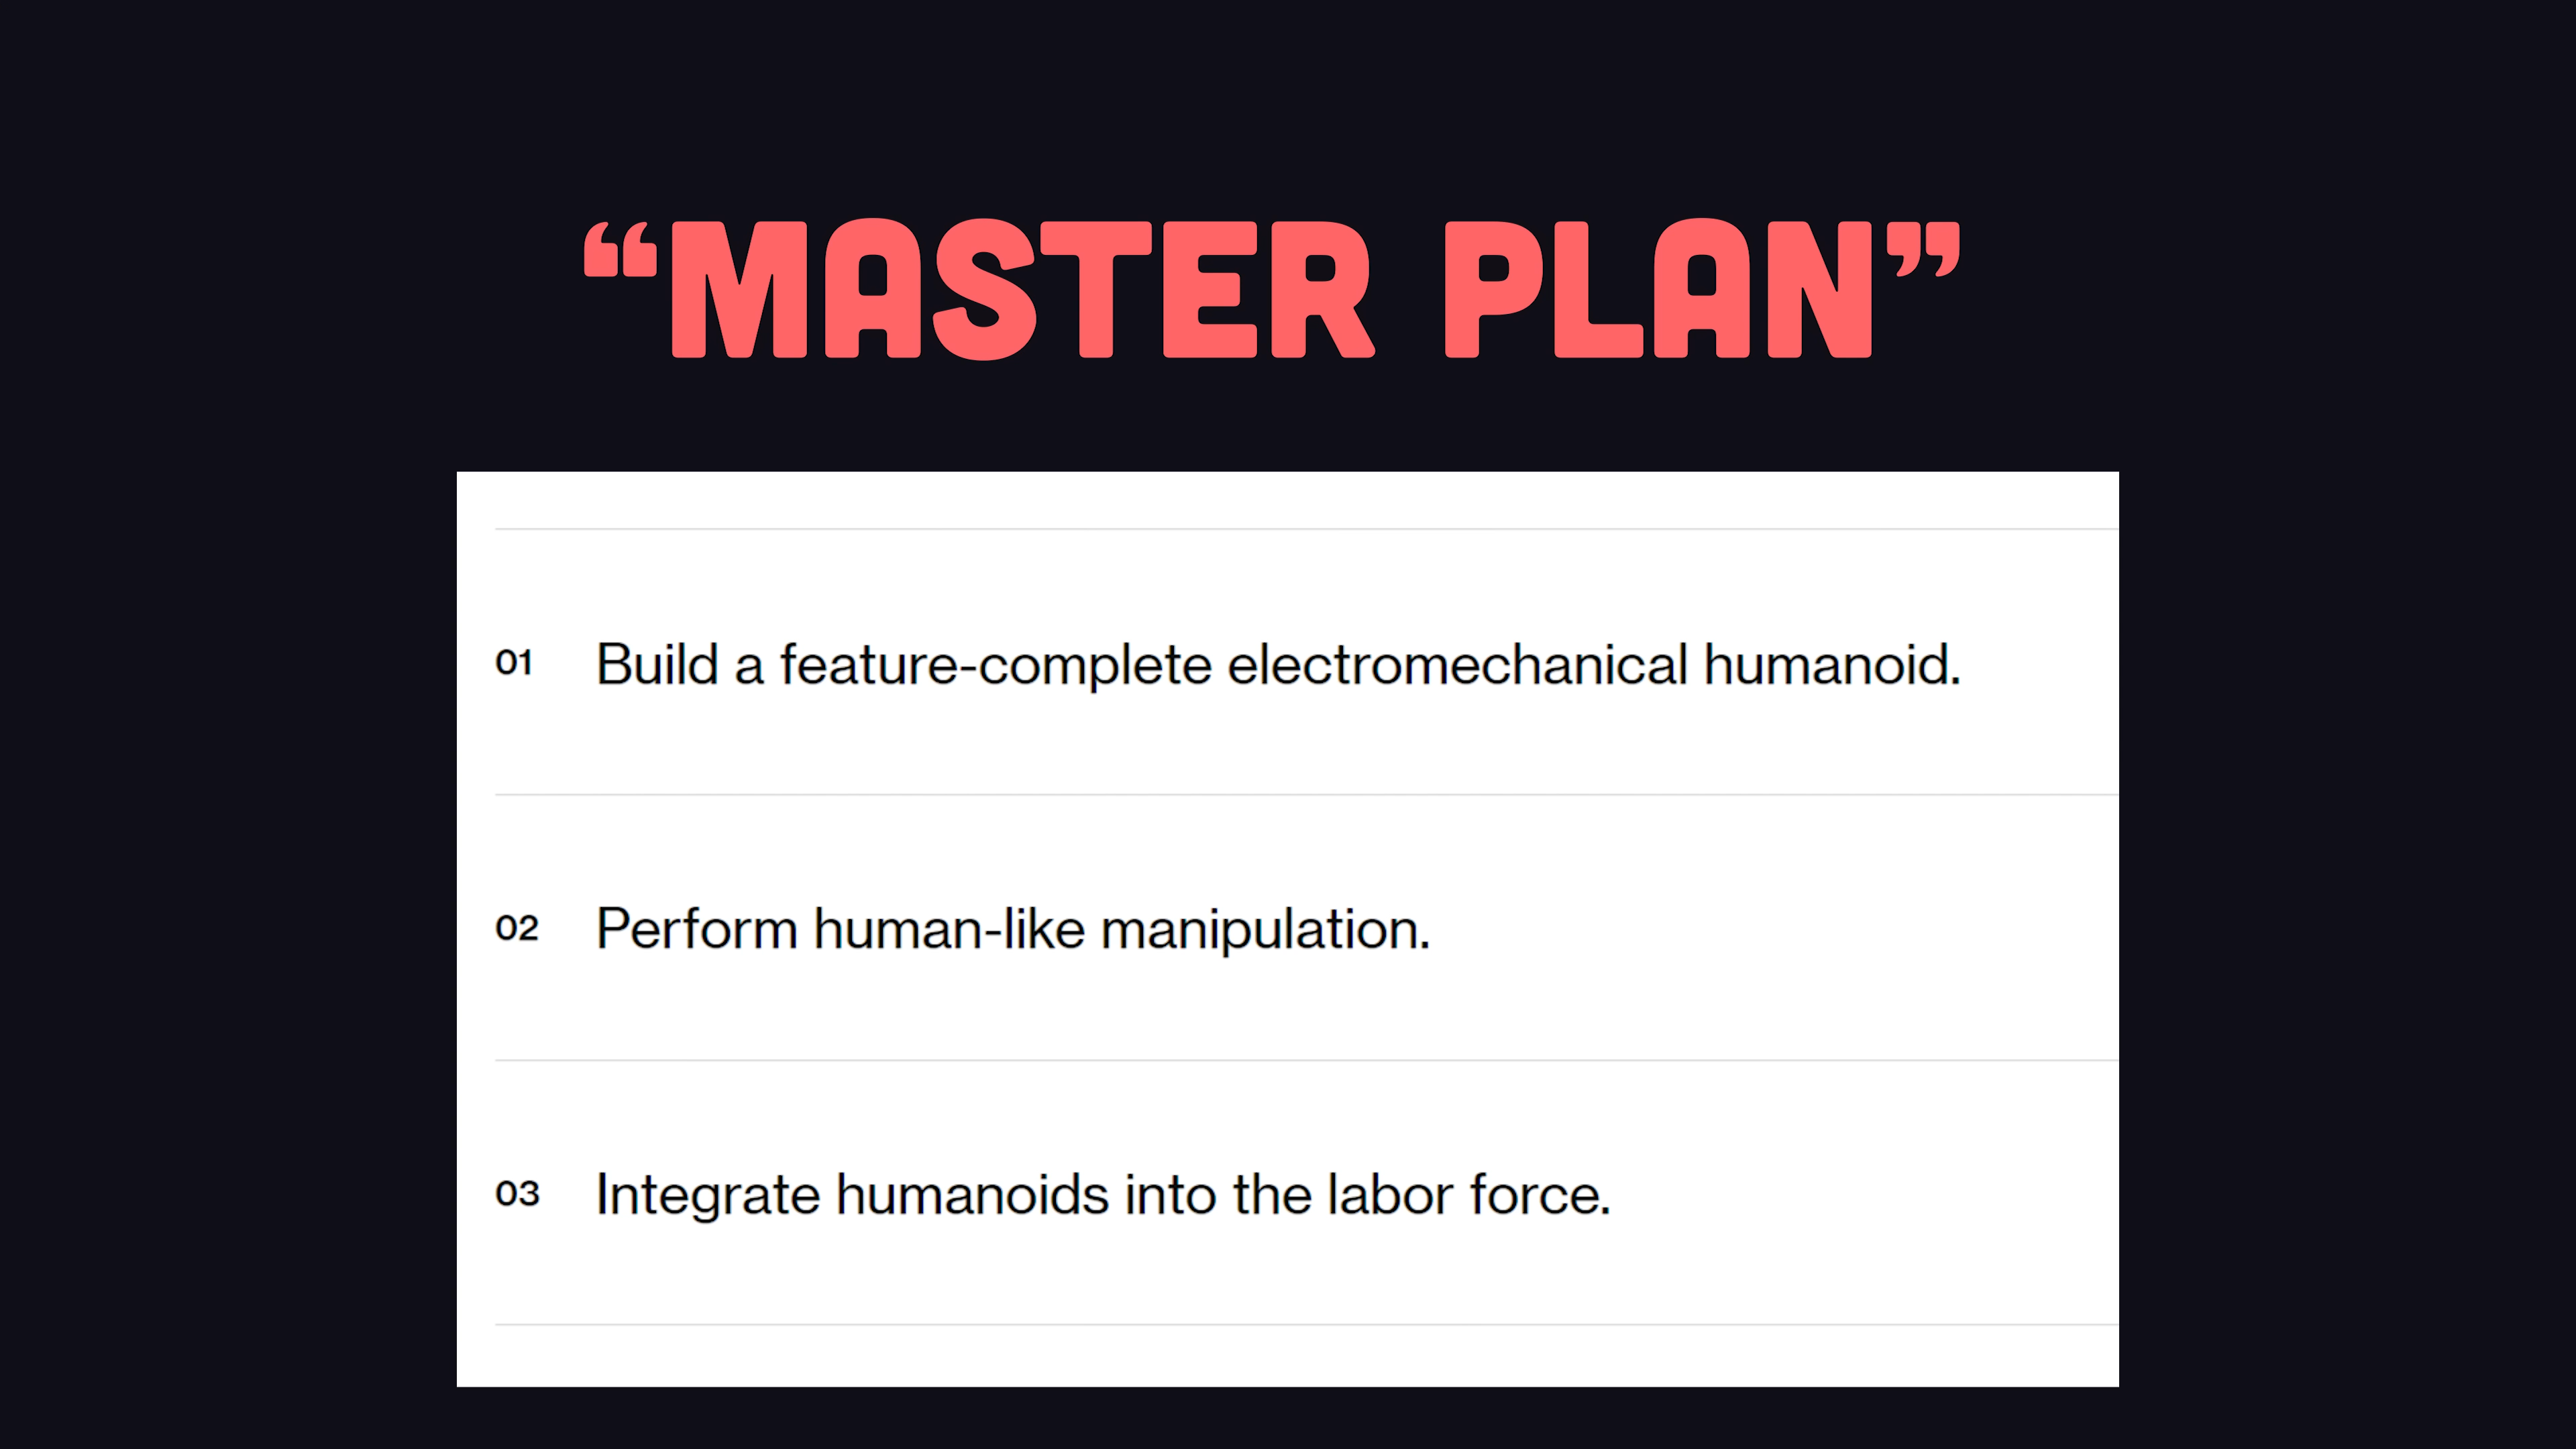 “MASTER PLAN”
01 Build a feature-complete electromechanical humanoid.
02 Perform human-like manipulation.
03 Integrate humanoids into the labor force.